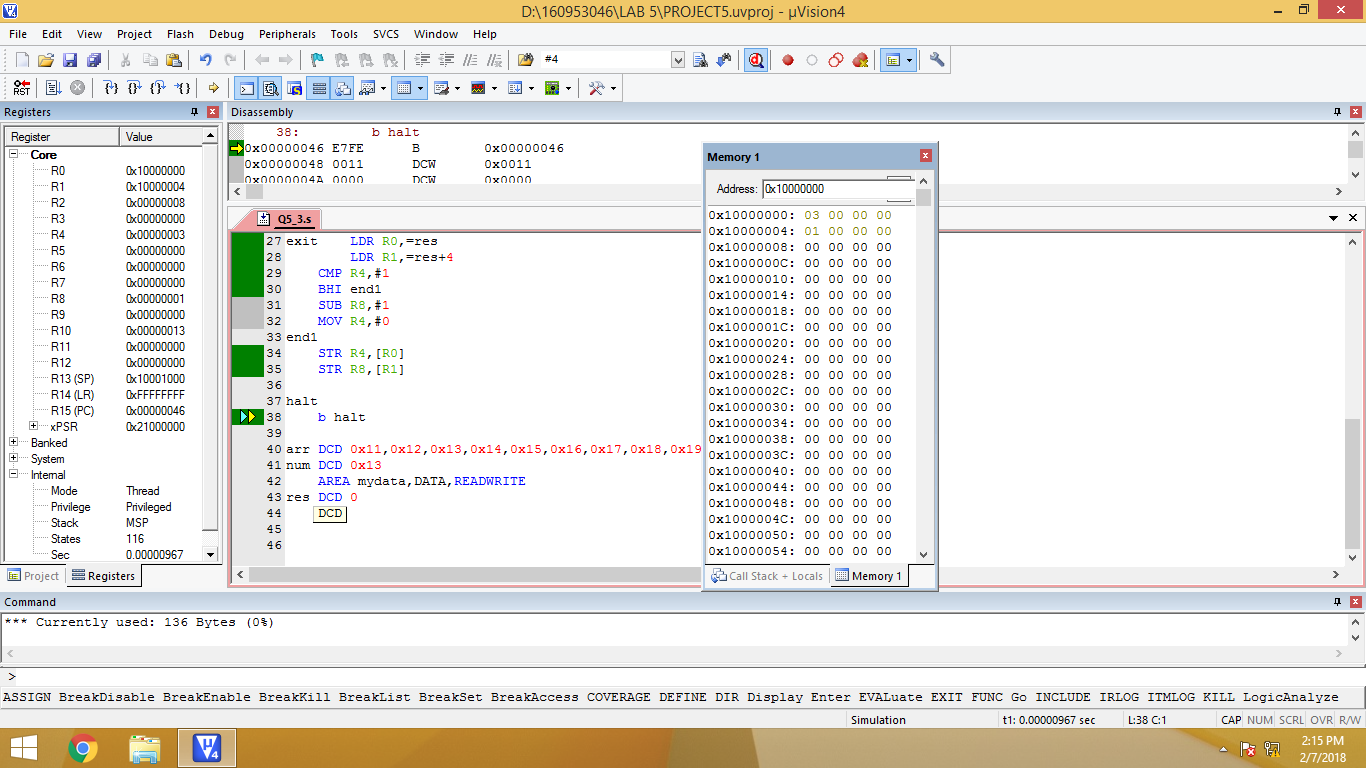 D:\160953046\LAB 5\PROJECT5.uvproj - µVision4
File Edit View Project Flash Debug Peripherals Tools SVCS Window Help
#4
RST
Registers
Register Value
Core
R0 0x10000000
R1 0x10000004
R2 0x00000008
R3 0x00000000
R4 0x00000003
R5 0x00000000
R6 0x00000000
R7 0x00000000
R8 0x00000001
R9 0x00000000
R10 0x00000013
R11 0x00000000
R12 0x00000000
R13 (SP) 0x10001000
R14 (LR) 0xFFFFFFFF
R15 (PC) 0x00000046
xPSR 0x21000000
Banked
System
Internal
Mode Thread
Privilege Privileged
Stack MSP
States 116
Sec 0.00000967
Project Registers
Disassembly
38: b halt
0x00000046 E7FE B 0x00000046
0x00000048 0011 DCW 0x0011
0x0000004A 0000 DCW 0x0000
Q5_3.s
27 exit LDR R0,=res
28 LDR R1,=res+4
29 CMP R4,#1
30 BHI end1
31 SUB R8,#1
32 MOV R4,#0
33 end1
34 STR R4,[R0]
35 STR R8,[R1]
36
37 halt
38 b halt
39
40 arr DCD 0x11,0x12,0x13,0x14,0x15,0x16,0x17,0x18,0x19
41 num DCD 0x13
42 AREA mydata,DATA,READWRITE
43 res DCD 0
44 DCD
45
46
Memory 1
Address: 0x10000000
0x10000000: 03 00 00 00
0x10000004: 01 00 00 00
0x10000008: 00 00 00 00
0x1000000C: 00 00 00 00
0x10000010: 00 00 00 00
0x10000014: 00 00 00 00
0x10000018: 00 00 00 00
0x1000001C: 00 00 00 00
0x10000020: 00 00 00 00
0x10000024: 00 00 00 00
0x10000028: 00 00 00 00
0x1000002C: 00 00 00 00
0x10000030: 00 00 00 00
0x10000034: 00 00 00 00
0x10000038: 00 00 00 00
0x1000003C: 00 00 00 00
0x10000040: 00 00 00 00
0x10000044: 00 00 00 00
0x10000048: 00 00 00 00
0x1000004C: 00 00 00 00
0x10000050: 00 00 00 00
0x10000054: 00 00 00 00
Call Stack + Locals Memory 1
Command
*** Currently used: 136 Bytes (0%)
>
ASSIGN BreakDisable BreakEnable BreakKill BreakList BreakSet BreakAccess COVERAGE DEFINE DIR Display Enter EVALuate EXIT FUNC Go INCLUDE IRLOG ITMLOG KILL LogicAnalyze
Simulation t1: 0.00000967 sec L:38 C:1 CAP NUM SCRL OVR R/W
2:15 PM
2/7/2018